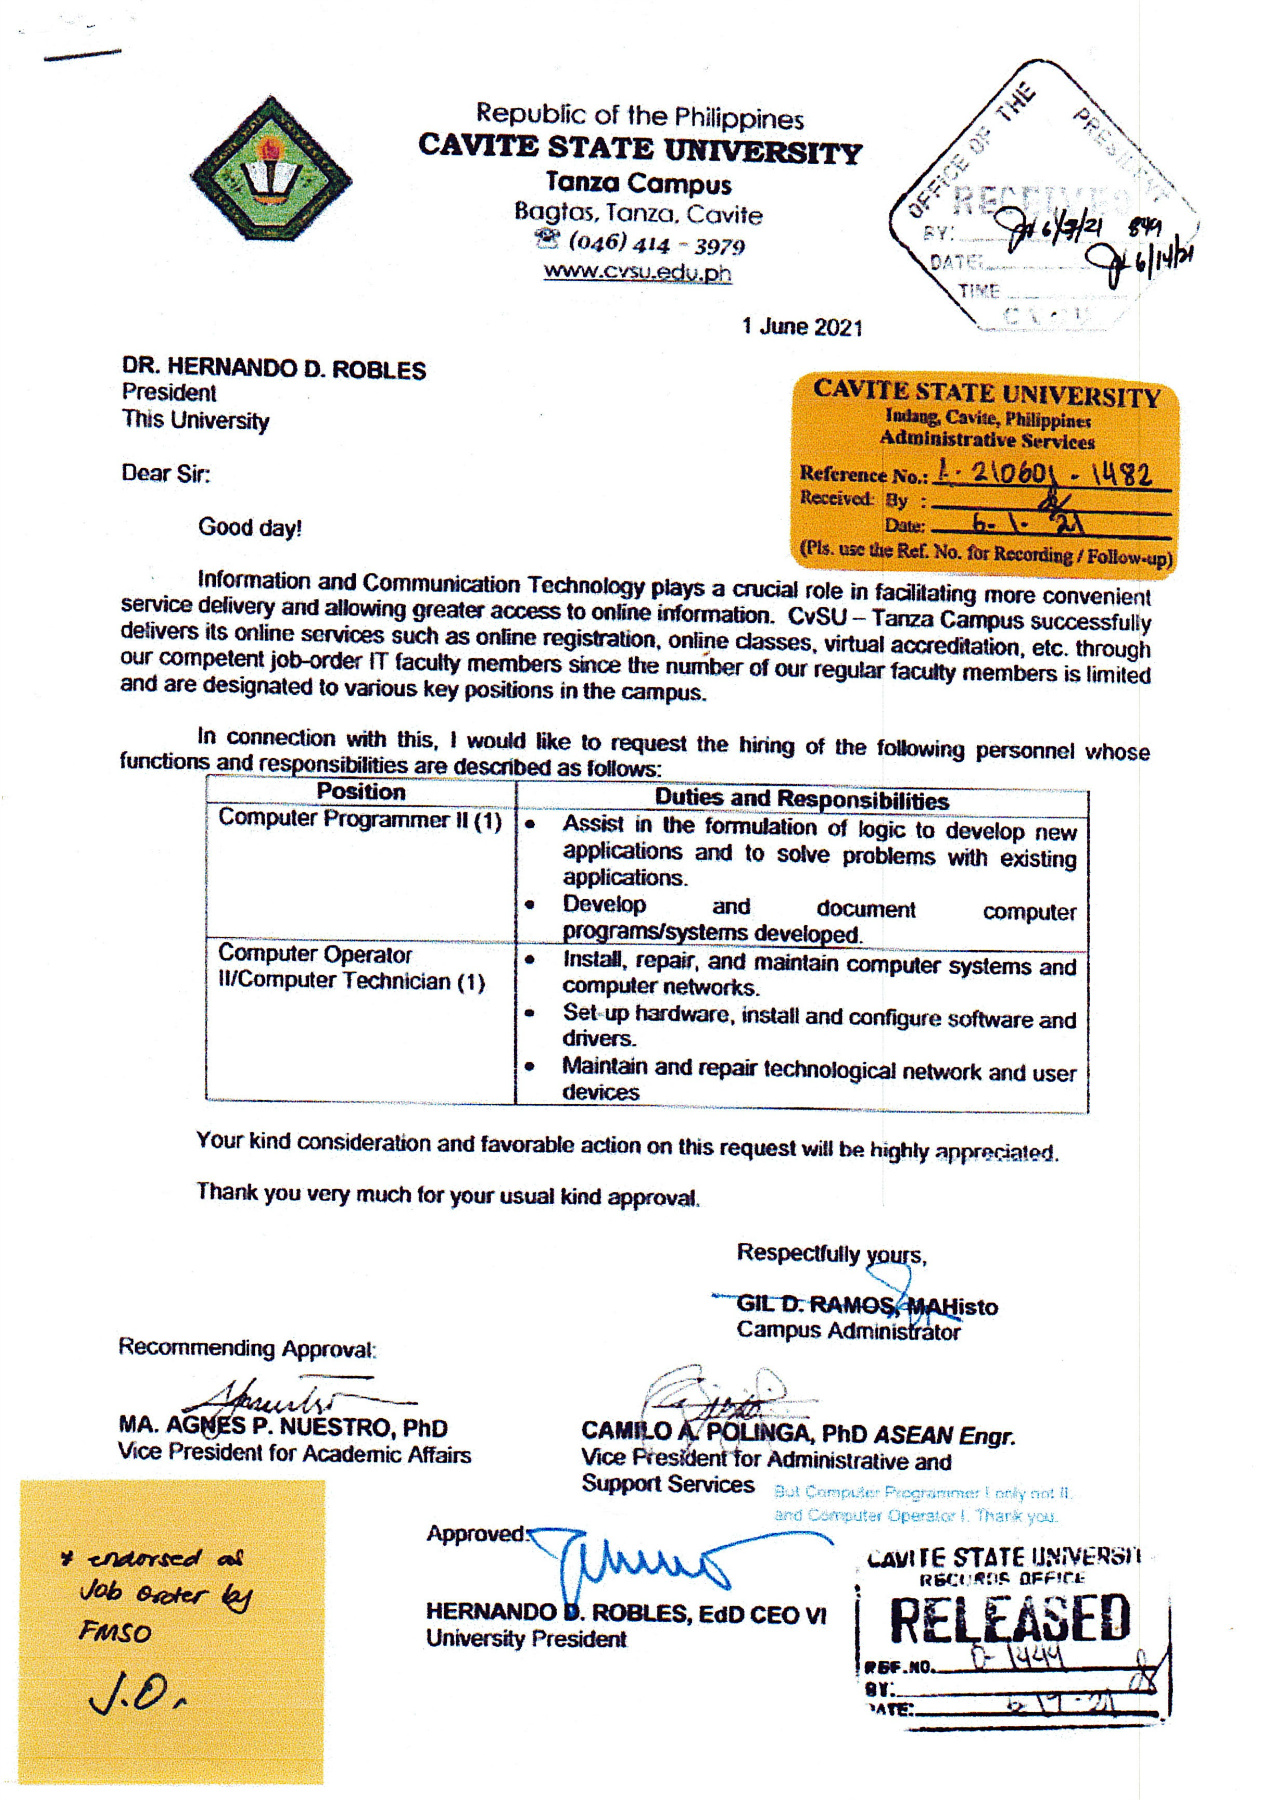 Republic of the Philippines
CAVITE STATE UNIVERSITY
Tanza Campus
Bagtas, Tanza, Cavite
☎ (046) 414 - 3979
www.cvsu.edu.ph
OFFICE OF THE PRESIDENT
RECEIVED
BY: 6/3/21 849
DATE: 6/14/21
TIME
CvSU
1 June 2021
DR. HERNANDO D. ROBLES
President
This University
CAVITE STATE UNIVERSITY
Indang, Cavite, Philippines
Administrative Services
Reference No.: A-210601-1482
Received: By :
Date: 6-1-21
(Pls. use the Ref. No. for Recording / Follow-up)
Dear Sir:
Good day!
Information and Communication Technology plays a crucial role in facilitating more convenient
service delivery and allowing greater access to online information. CvSU – Tanza Campus successfully
delivers its online services such as online registration, online classes, virtual accreditation, etc. through
our competent job-order IT faculty members since the number of our regular faculty members is limited
and are designated to various key positions in the campus.
In connection with this, I would like to request the hiring of the following personnel whose
functions and responsibilities are described as follows:
Position
Duties and Responsibilities
Computer Programmer II (1)
• Assist in the formulation of logic to develop new
applications and to solve problems with existing
applications.
• Develop and document computer
programs/systems developed.
Computer Operator
II/Computer Technician (1)
• Install, repair, and maintain computer systems and
computer networks.
• Set-up hardware, install and configure software and
drivers.
• Maintain and repair technological network and user
devices
Your kind consideration and favorable action on this request will be highly appreciated.
Thank you very much for your usual kind approval.
Respectfully yours,
GIL D. RAMOS, MAHisto
Campus Administrator
Recommending Approval:
MA. AGNES P. NUESTRO, PhD
Vice President for Academic Affairs
CAMILO A. POLINGA, PhD ASEAN Engr.
Vice President for Administrative and
Support Services
But Computer Programmer I only not II.
and Computer Operator I. Thank you.
Approved:
HERNANDO D. ROBLES, EdD CEO VI
University President
* endorsed as
Job Order by
FMSO
J.O.
CAVITE STATE UNIVERSIT
RECORDS OFFICE
RELEASED
REF.NO. 0-1444
BY:
DATE: 6-17-21